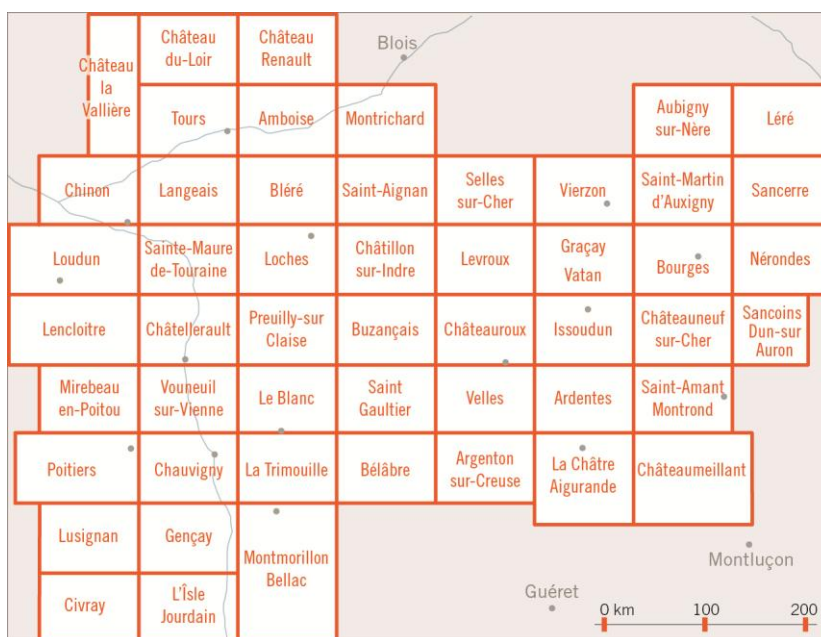 Château
la
Vallière
Château
du-Loir
Château
Renault
Blois
Tours
Amboise
Montrichard
Aubigny
sur-Nère
Léré
Chinon
Langeais
Bléré
Saint-Aignan
Selles
sur-Cher
Vierzon
Saint-Martin
d'Auxigny
Sancerre
Loudun
Sainte-Maure
de-Touraine
Loches
Châtillon
sur-Indre
Levroux
Graçay
Vatan
Bourges
Nérondes
Lencloitre
Châtellerault
Preuilly-sur
Claise
Buzançais
Châteauroux
Issoudun
Châteauneuf
sur-Cher
Sancoins
Dun-sur
Auron
Mirebeau
en-Poitou
Vouneuil
sur-Vienne
Le Blanc
Saint
Gaultier
Velles
Ardentes
Saint-Amant
Montrond
Poitiers
Chauvigny
La Trimouille
Bélâbre
Argenton
sur-Creuse
La Châtre
Aigurande
Châteaumeillant
Lusignan
Gençay
Montmorillon
Bellac
Montluçon
Civray
L'Îsle
Jourdain
Guéret
0 km 100 200